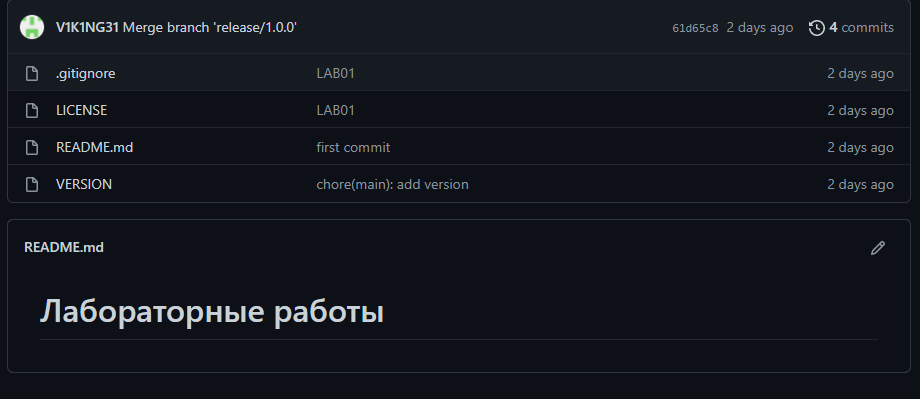 V1K1NG31 Merge branch 'release/1.0.0' 61d65c8 2 days ago 4 commits
.gitignore LAB01 2 days ago
LICENSE LAB01 2 days ago
README.md first commit 2 days ago
VERSION chore(main): add version 2 days ago
README.md
Лабораторные работы